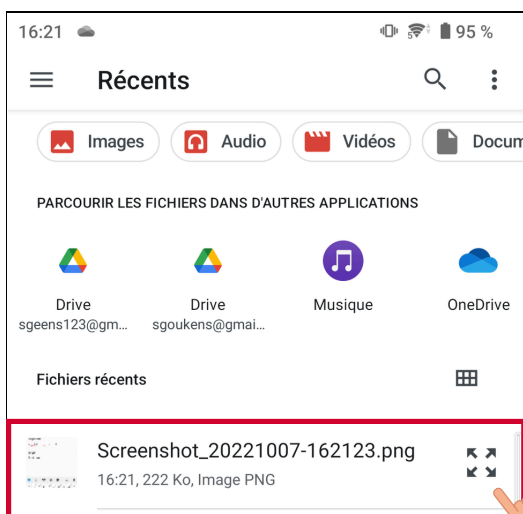 16:21 5 95 %
Récents
Images Audio Vidéos Docum
PARCOURIR LES FICHIERS DANS D'AUTRES APPLICATIONS
Drive Drive Musique OneDrive
sgeens123@gm... sgoukens@gmai...
Fichiers récents
Screenshot_20221007-162123.png
16:21, 222 Ko, Image PNG